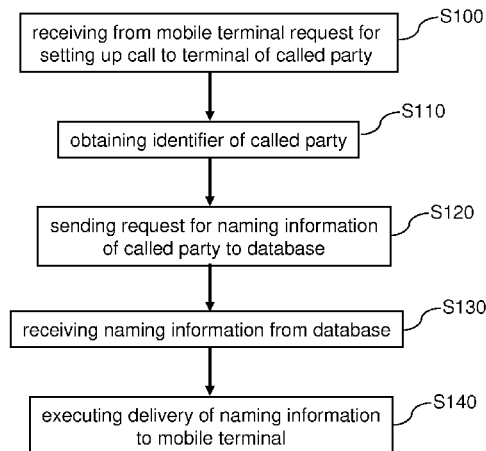 receiving from mobile terminal request for
setting up call to terminal of called party
S100
obtaining identifier of called party
S110
sending request for naming information
of called party to database
S120
receiving naming information from database
S130
executing delivery of naming information
to mobile terminal
S140